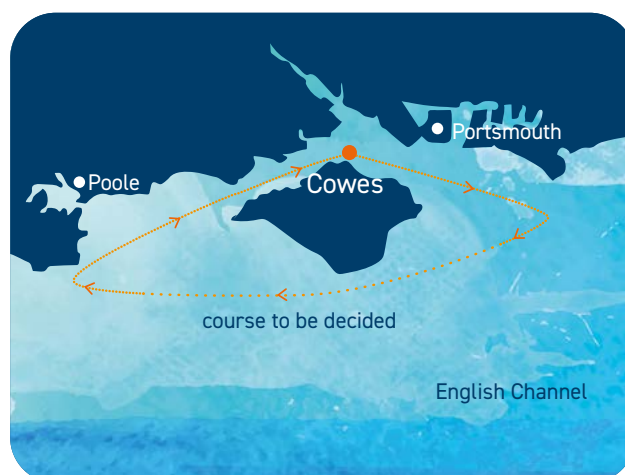 Portsmouth
Poole
Cowes
course to be decided
English Channel